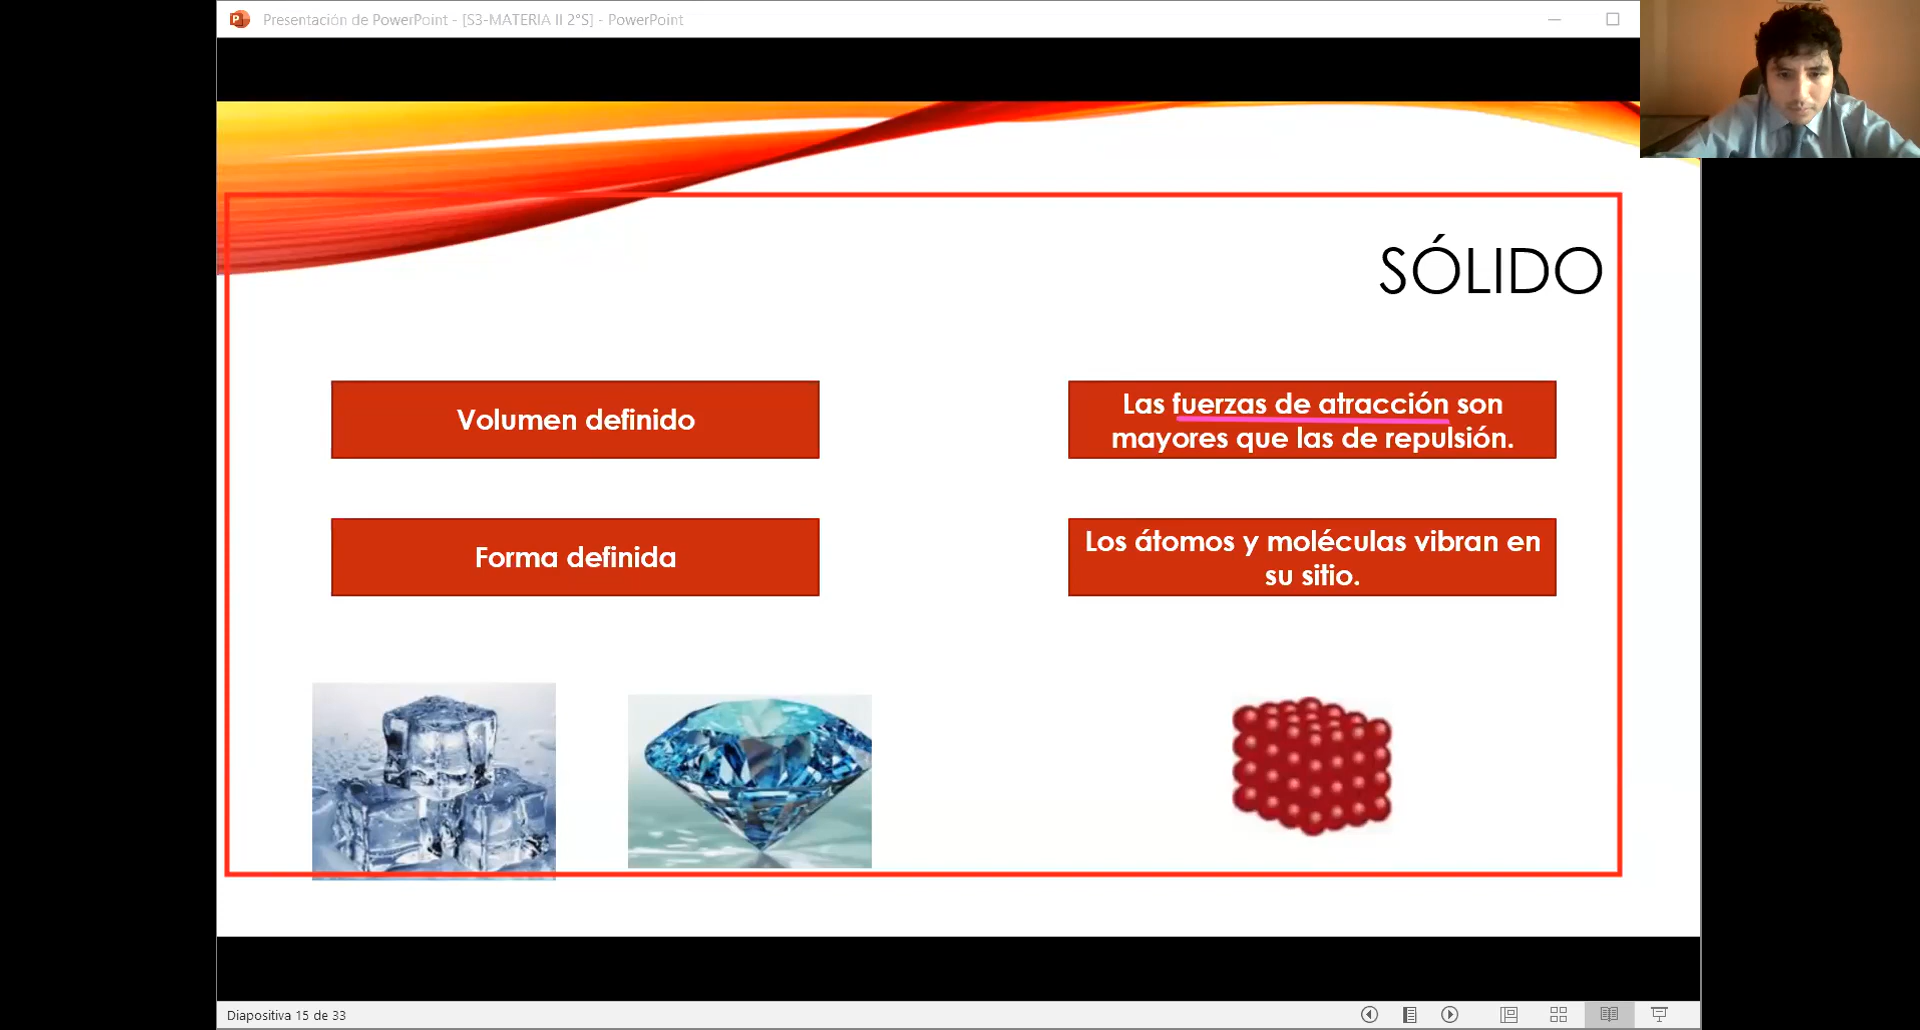 Presentación de PowerPoint - [S3-MATERIA II 2°S] - PowerPoint
SÓLIDO
Volumen definido
Las fuerzas de atracción son
mayores que las de repulsión.
Forma definida
Los átomos y moléculas vibran en
su sitio.
Diapositiva 15 de 33